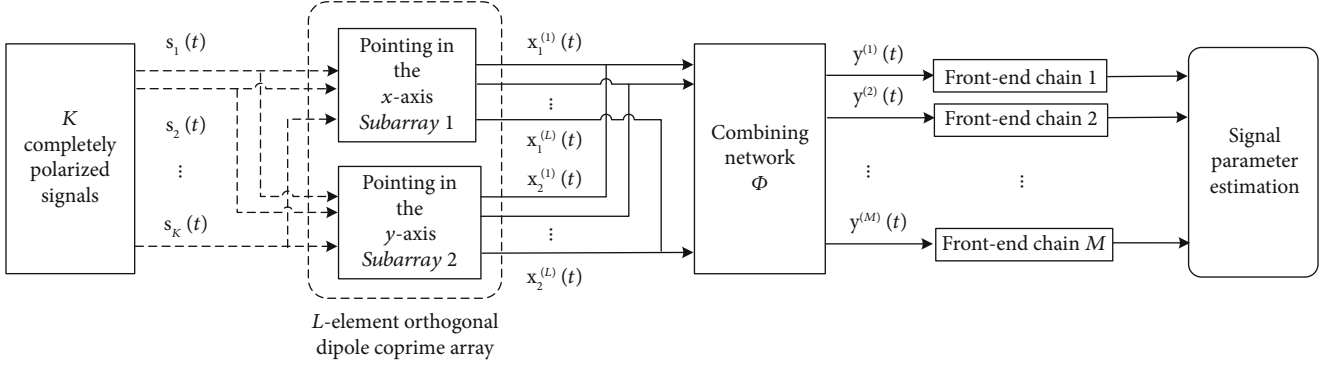 K
completely
polarized
signals
s₁(t)
s₂(t)
⋮
s_K(t)
Pointing in
the
x-axis
Subarray 1
Pointing in
the
y-axis
Subarray 2
L-element orthogonal
dipole coprime array
x₁⁽¹⁾(t)
⋮
x₁⁽ᴸ⁾(t)
x₂⁽¹⁾(t)
⋮
x₂⁽ᴸ⁾(t)
Combining
network
Φ
y⁽¹⁾(t)
y⁽²⁾(t)
⋮
y⁽ᴹ⁾(t)
Front-end chain 1
Front-end chain 2
⋮
Front-end chain M
Signal
parameter
estimation